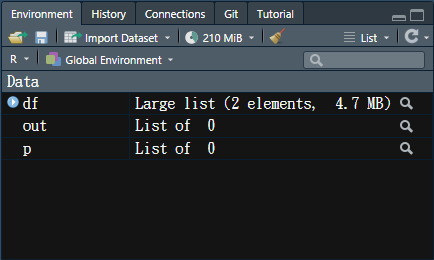 Environment History Connections Git Tutorial
Import Dataset 210 MiB List
R Global Environment
Data
df Large list (2 elements,  4.7 MB)
out List of  0
p List of  0